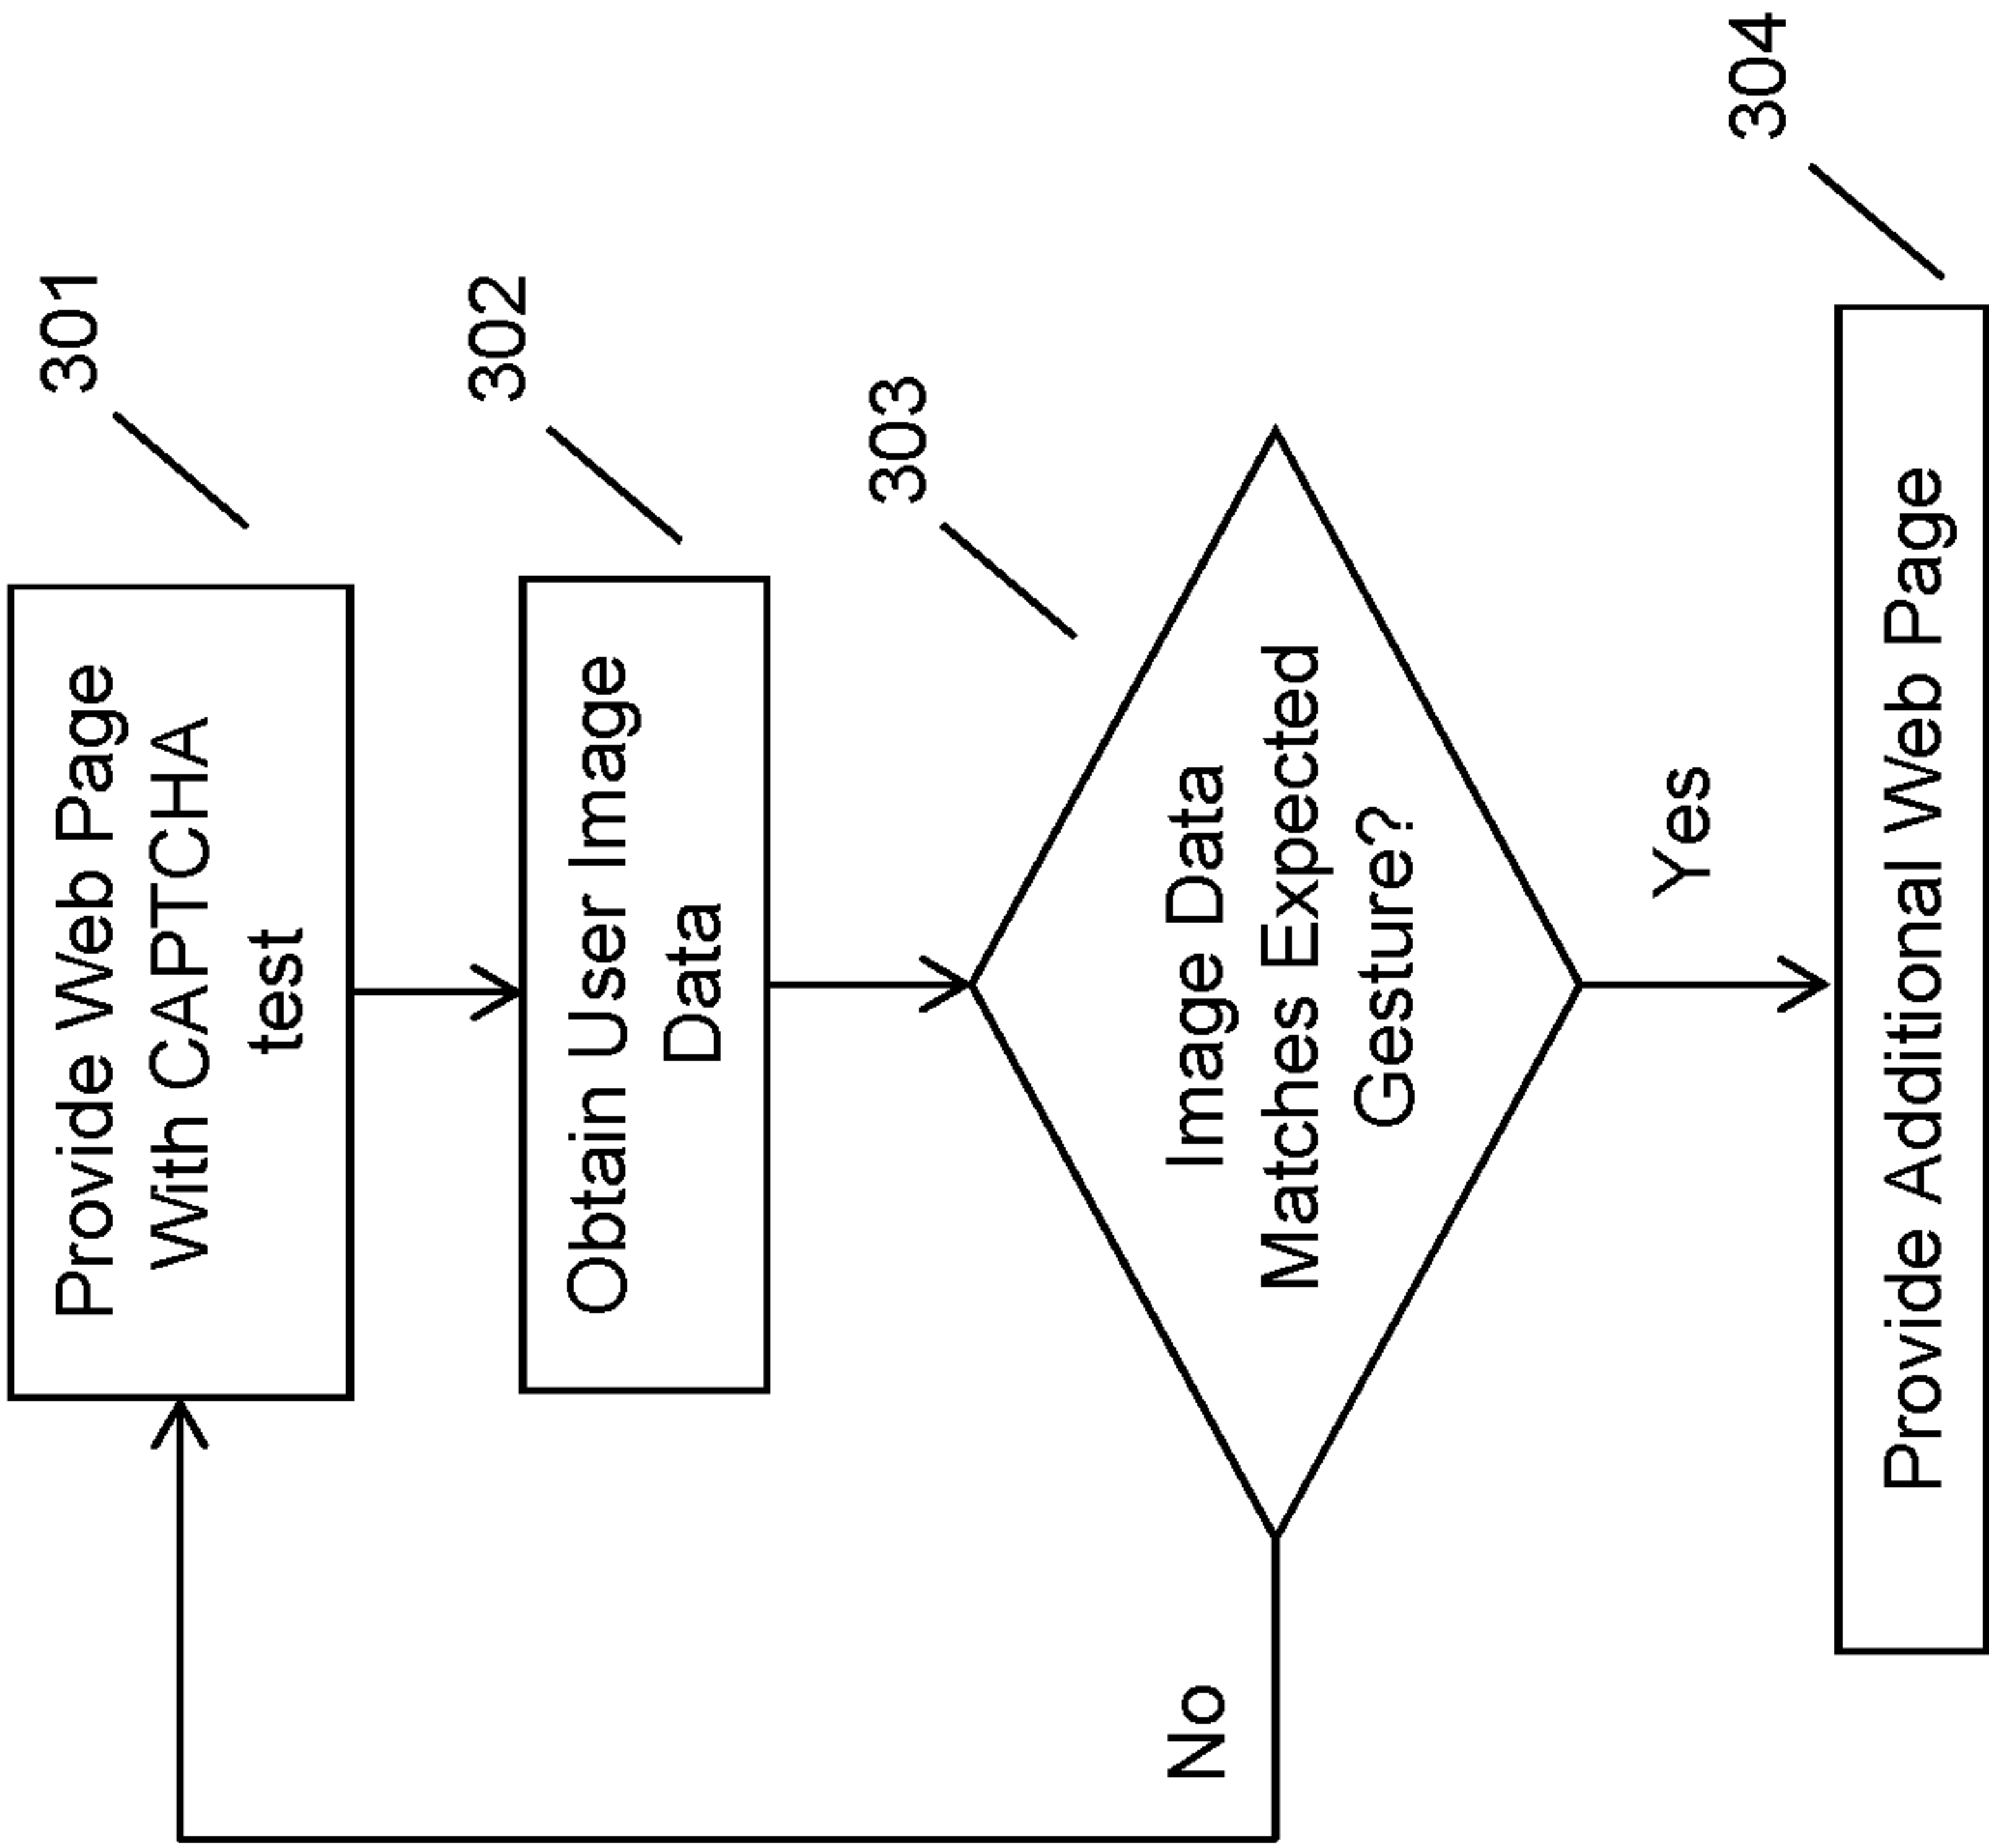 Provide Web Page
With CAPTCHA
test
301
Obtain User Image
Data
302
Image Data
Matches Expected
Gesture?
303
No
Yes
Provide Additional Web Page
304